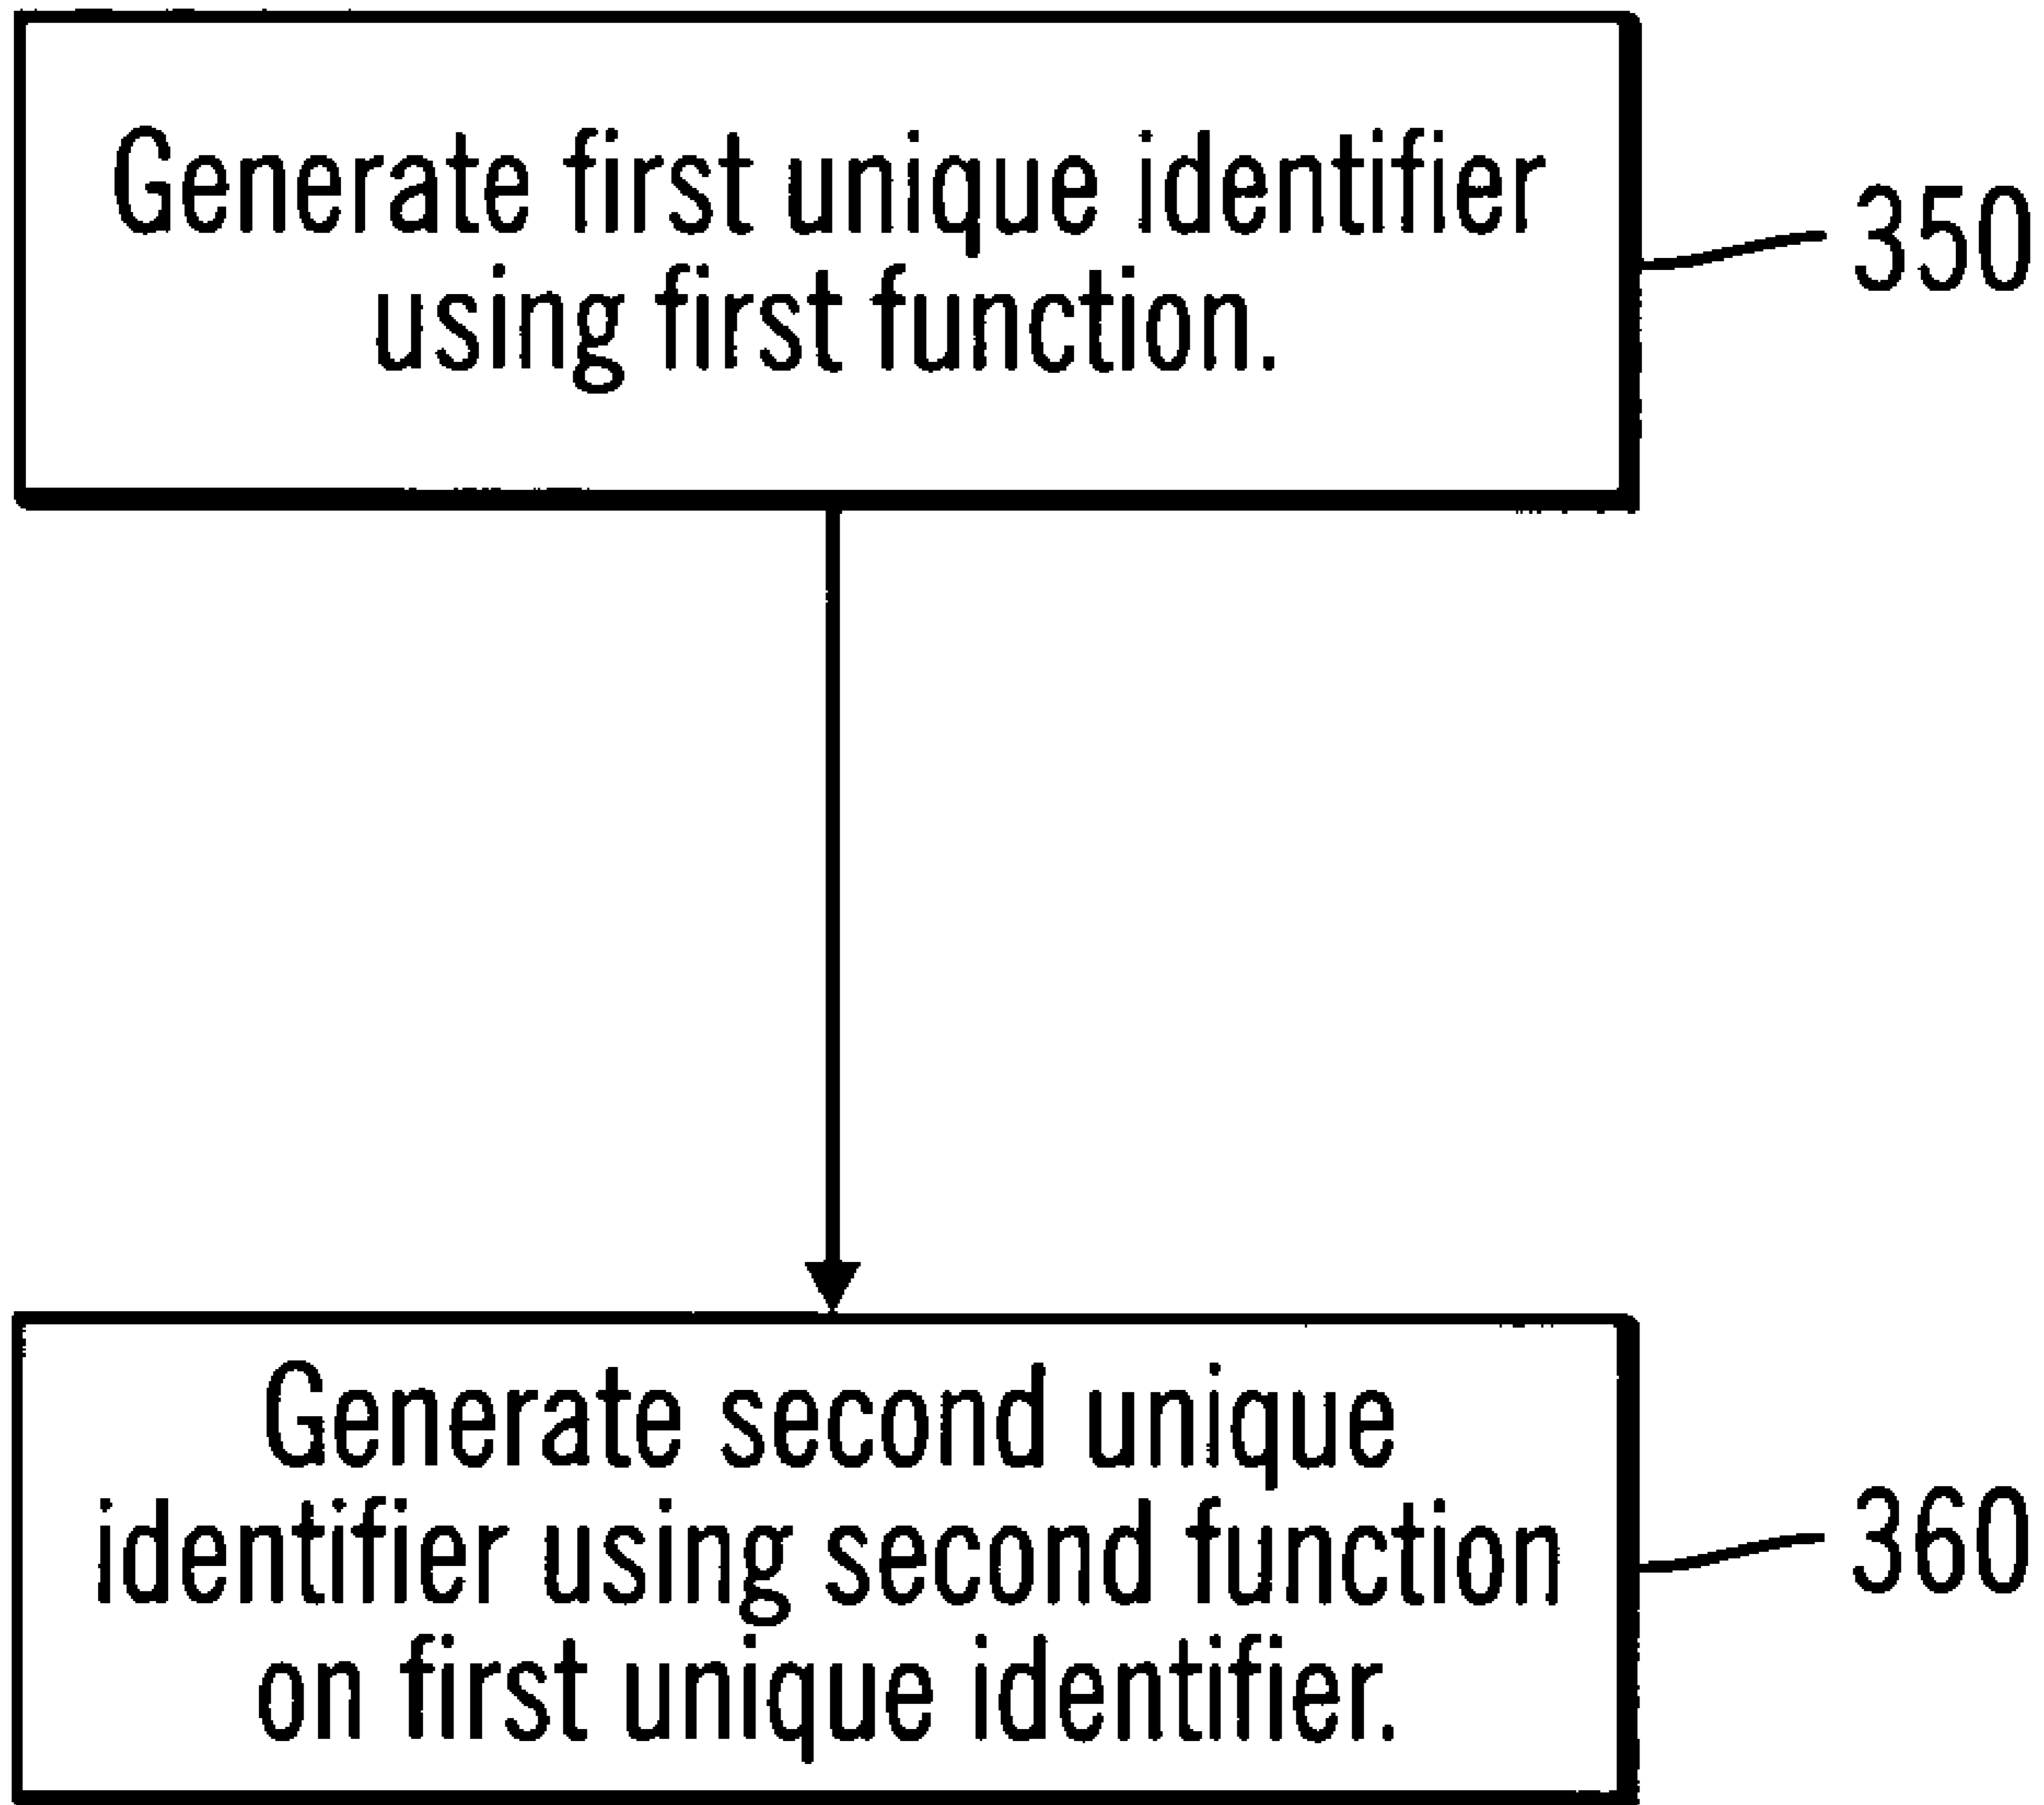 Generate first unique identifier
using first function.
350
Generate second unique
identifier using second function
on first unique identifier.
360